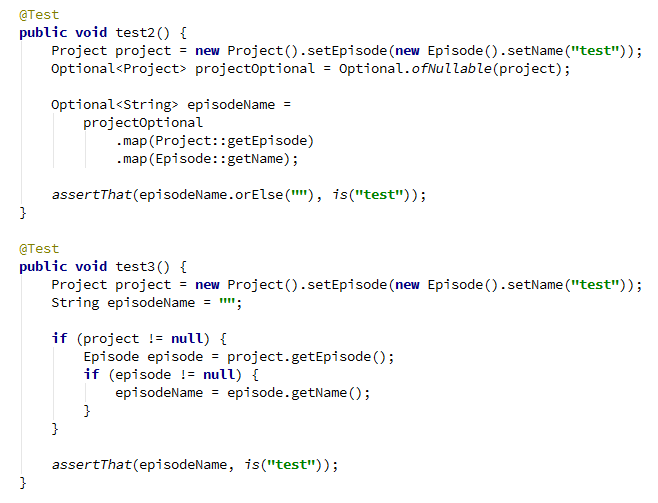 @Test
public void test2() {
    Project project = new Project().setEpisode(new Episode().setName("test"));
    Optional<Project> projectOptional = Optional.ofNullable(project);

    Optional<String> episodeName =
        projectOptional
            .map(Project::getEpisode)
            .map(Episode::getName);

    assertThat(episodeName.orElse(""), is("test"));
}

@Test
public void test3() {
    Project project = new Project().setEpisode(new Episode().setName("test"));
    String episodeName = "";

    if (project != null) {
        Episode episode = project.getEpisode();
        if (episode != null) {
            episodeName = episode.getName();
        }
    }

    assertThat(episodeName, is("test"));
}